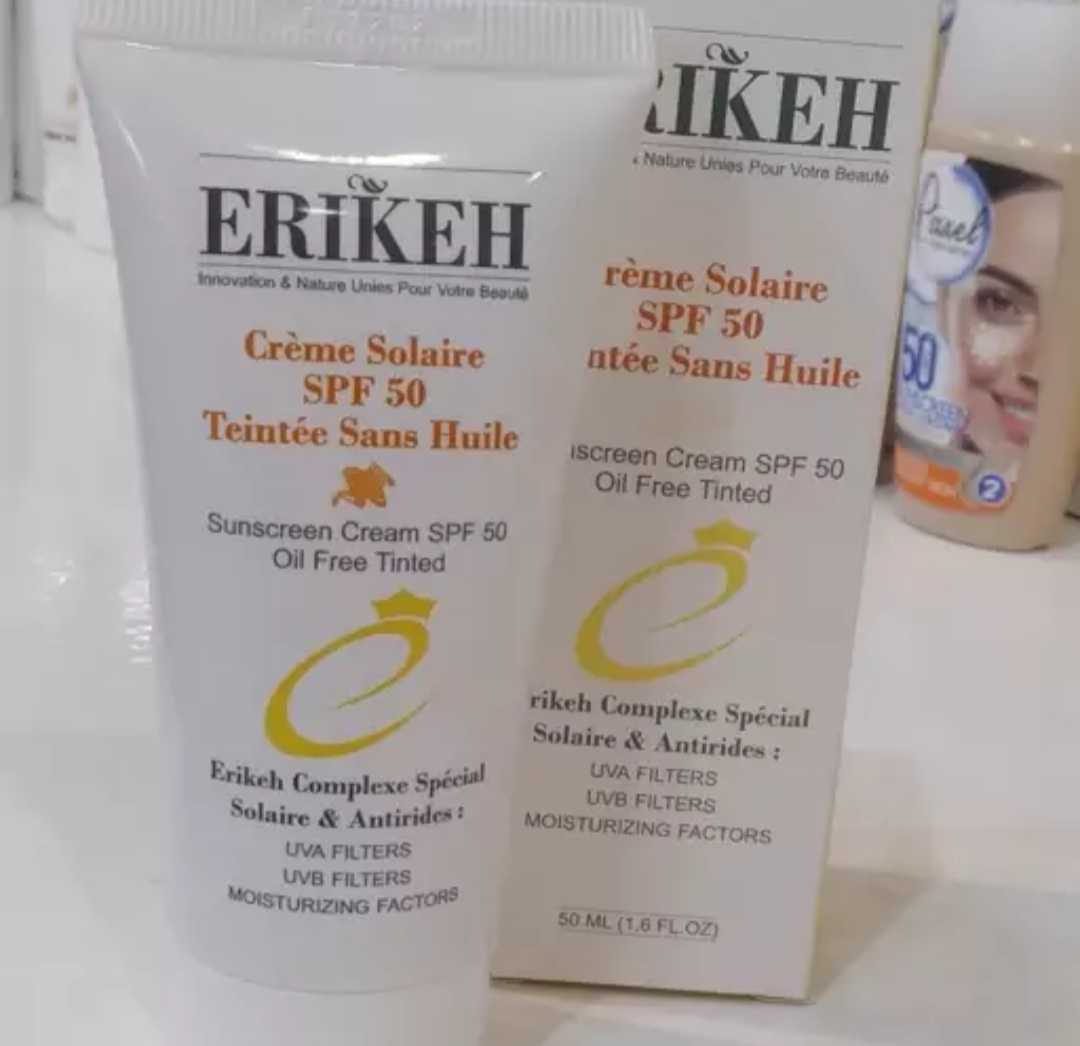 ERIKEH
Innovation & Nature Unies Pour Votre Beauté
Crème Solaire
SPF 50
Teintée Sans Huile
Sunscreen Cream SPF 50
Oil Free Tinted
Erikeh Complexe Spécial
Solaire & Antirides :
UVA FILTERS
UVB FILTERS
MOISTURIZING FACTORS
RIKEH
& Nature Unies Pour Votre Beauté
rème Solaire
SPF 50
ntée Sans Huile
nscreen Cream SPF 50
Oil Free Tinted
rikeh Complexe Spécial
Solaire & Antirides :
UVA FILTERS
UVB FILTERS
MOISTURIZING FACTORS
50 ML (1.6 FL.OZ)
50
2